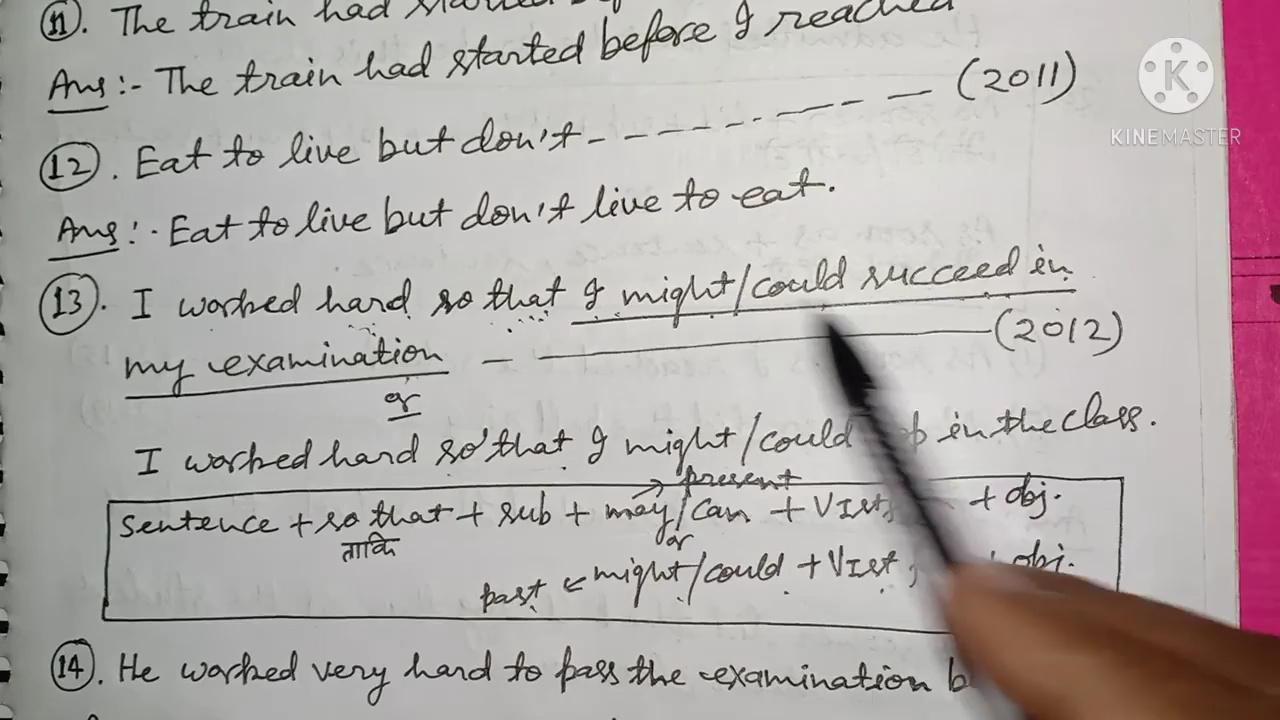 11. The train had started
Ans:- The train had started before I reached
12. Eat to live but don't - - - - - - - - - - (2011)
Ans:- Eat to live but don't live to eat.
13. I worked hard so that I might/could succeed in
my examination — ——— (2012)
or
I worked hard so that I might/could in the class.
→ present
sentence + so that + sub + may/can + VIst + obj.
ताकि
or
past ← might/could + VIst, + obj.
14. He worked very hard to pass the examination
KINEMASTER